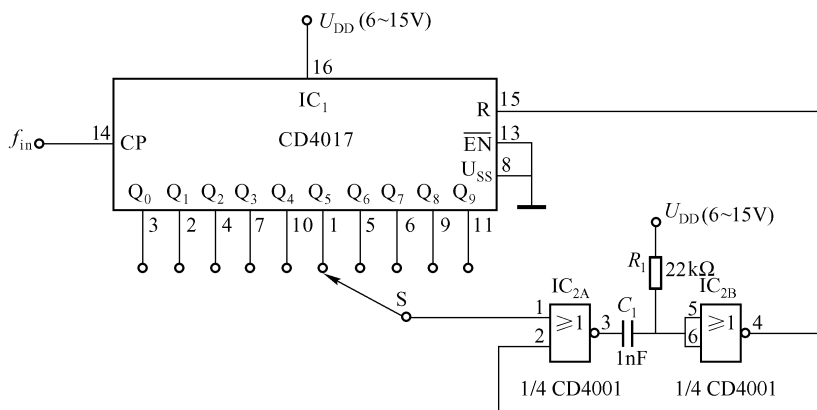 U_DD (6~15V)
16
IC_1
CD4017
R 15
f_in 14 CP
E̅N̅ 13
U_SS 8
Q_0 Q_1 Q_2 Q_3 Q_4 Q_5 Q_6 Q_7 Q_8 Q_9
3 2 4 7 10 1 5 6 9 11
U_DD (6~15V)
R_1 22kΩ
S
IC_2A C_1 IC_2B
1 ≥1 3 5 ≥1 4
2 1nF 6
1/4 CD4001 1/4 CD4001